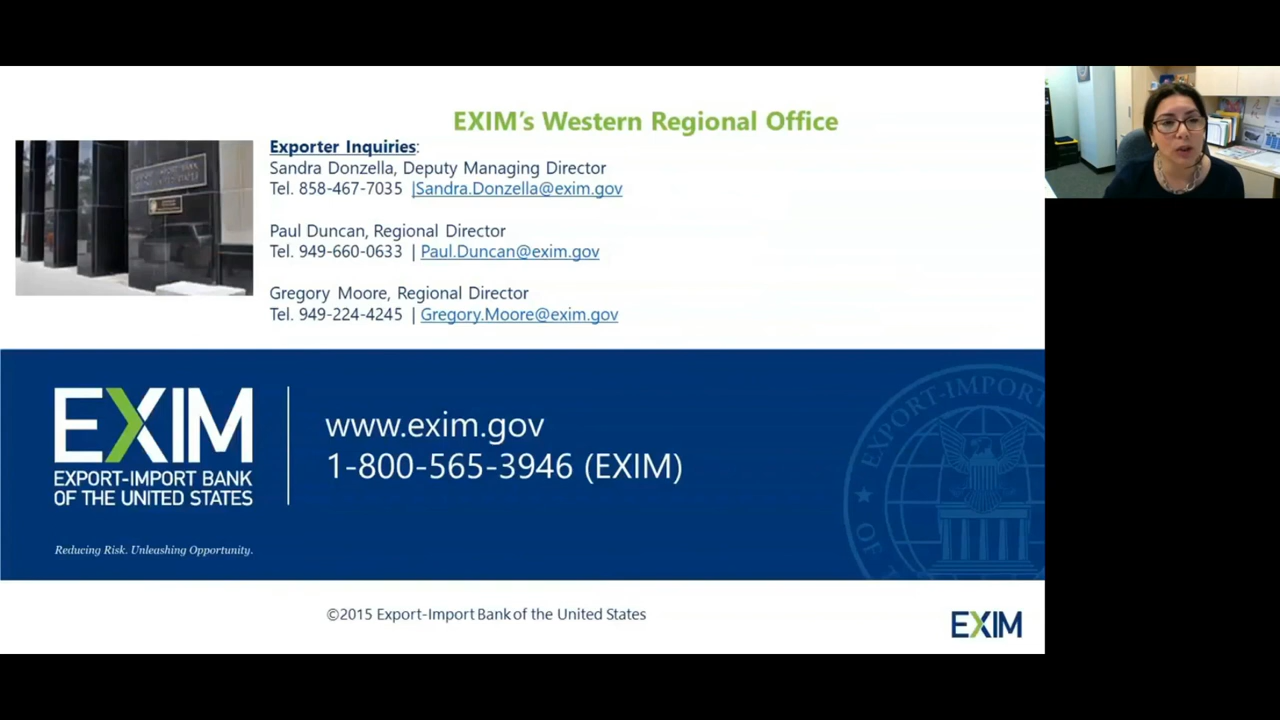 EXIM's Western Regional Office
Exporter Inquiries:
Sandra Donzella, Deputy Managing Director
Tel. 858-467-7035 |Sandra.Donzella@exim.gov
Paul Duncan, Regional Director
Tel. 949-660-0633 | Paul.Duncan@exim.gov
Gregory Moore, Regional Director
Tel. 949-224-4245 | Gregory.Moore@exim.gov
EXIM
EXPORT-IMPORT BANK
OF THE UNITED STATES
Reducing Risk. Unleashing Opportunity.
www.exim.gov
1-800-565-3946 (EXIM)
EXPORT-IMPORT
OF
©2015 Export-Import Bank of the United States
EXIM